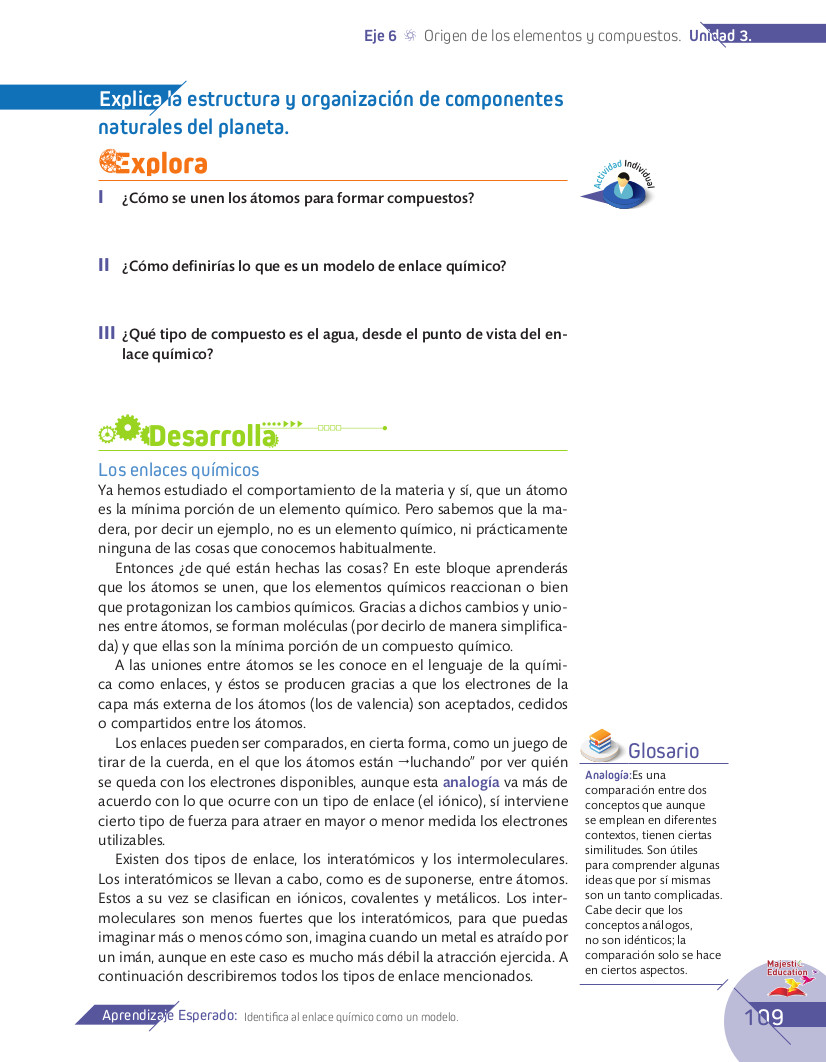 Eje 6 Origen de los elementos y compuestos. Unidad 3.
Explica la estructura y organización de componentes
naturales del planeta.
Explora
Actividad Individual
I ¿Cómo se unen los átomos para formar compuestos?
II ¿Cómo definirías lo que es un modelo de enlace químico?
III ¿Qué tipo de compuesto es el agua, desde el punto de vista del en-
lace químico?
Desarrolla
Los enlaces químicos
Ya hemos estudiado el comportamiento de la materia y sí, que un átomo
es la mínima porción de un elemento químico. Pero sabemos que la ma-
dera, por decir un ejemplo, no es un elemento químico, ni prácticamente
ninguna de las cosas que conocemos habitualmente.
Entonces ¿de qué están hechas las cosas? En este bloque aprenderás
que los átomos se unen, que los elementos químicos reaccionan o bien
que protagonizan los cambios químicos. Gracias a dichos cambios y unio-
nes entre átomos, se forman moléculas (por decirlo de manera simplifica-
da) y que ellas son la mínima porción de un compuesto químico.
A las uniones entre átomos se les conoce en el lenguaje de la quími-
ca como enlaces, y éstos se producen gracias a que los electrones de la
capa más externa de los átomos (los de valencia) son aceptados, cedidos
o compartidos entre los átomos.
Los enlaces pueden ser comparados, en cierta forma, como un juego de
tirar de la cuerda, en el que los átomos están →luchando” por ver quién
se queda con los electrones disponibles, aunque esta analogía va más de
acuerdo con lo que ocurre con un tipo de enlace (el iónico), sí interviene
cierto tipo de fuerza para atraer en mayor o menor medida los electrones
utilizables.
Existen dos tipos de enlace, los interatómicos y los intermoleculares.
Los interatómicos se llevan a cabo, como es de suponerse, entre átomos.
Estos a su vez se clasifican en iónicos, covalentes y metálicos. Los inter-
moleculares son menos fuertes que los interatómicos, para que puedas
imaginar más o menos cómo son, imagina cuando un metal es atraído por
un imán, aunque en este caso es mucho más débil la atracción ejercida. A
continuación describiremos todos los tipos de enlace mencionados.
Glosario
Analogía:Es una
comparación entre dos
conceptos que aunque
se emplean en diferentes
contextos, tienen ciertas
similitudes. Son útiles
para comprender algunas
ideas que por sí mismas
son un tanto complicadas.
Cabe decir que los
conceptos análogos,
no son idénticos; la
comparación solo se hace
en ciertos aspectos.
Majestic
Education
Aprendizaje Esperado: Identifica al enlace químico como un modelo.
109